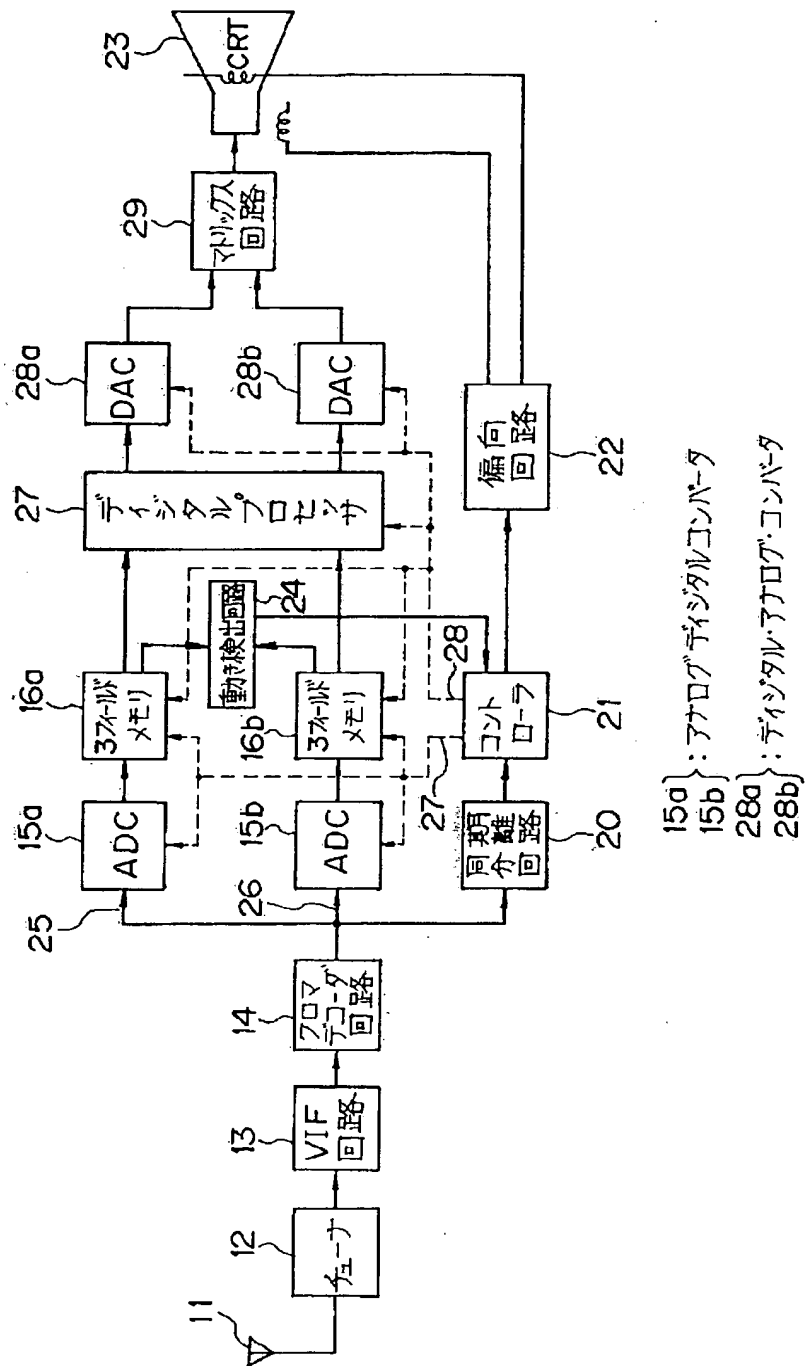 11
12
チューナ
13
VIF
回路
14
クロマ
デコーダ
回路
25
15a
ADC
26
15b
ADC
同期
分離
回路
20
16a
3フィールド
メモリ
16b
3フィールド
メモリ
動き検出回路
24
27
28
コント
ローラ
21
27
ディジタルプロセンサ
28a
DAC
28b
DAC
偏向
回路
22
29
マトリックス
回路
23
CRT
15a
15b
：アナログディジタルコンバータ
28a
28b
：ディジタル・アナログ・コンバータ